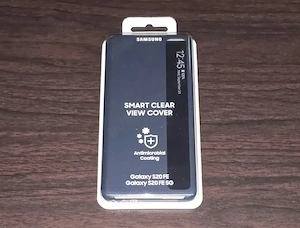 SAMSUNG
12:45
SMART CLEAR
VIEW COVER
Antimicrobial
Coating
Galaxy S20 FE
Galaxy S20 FE 5G